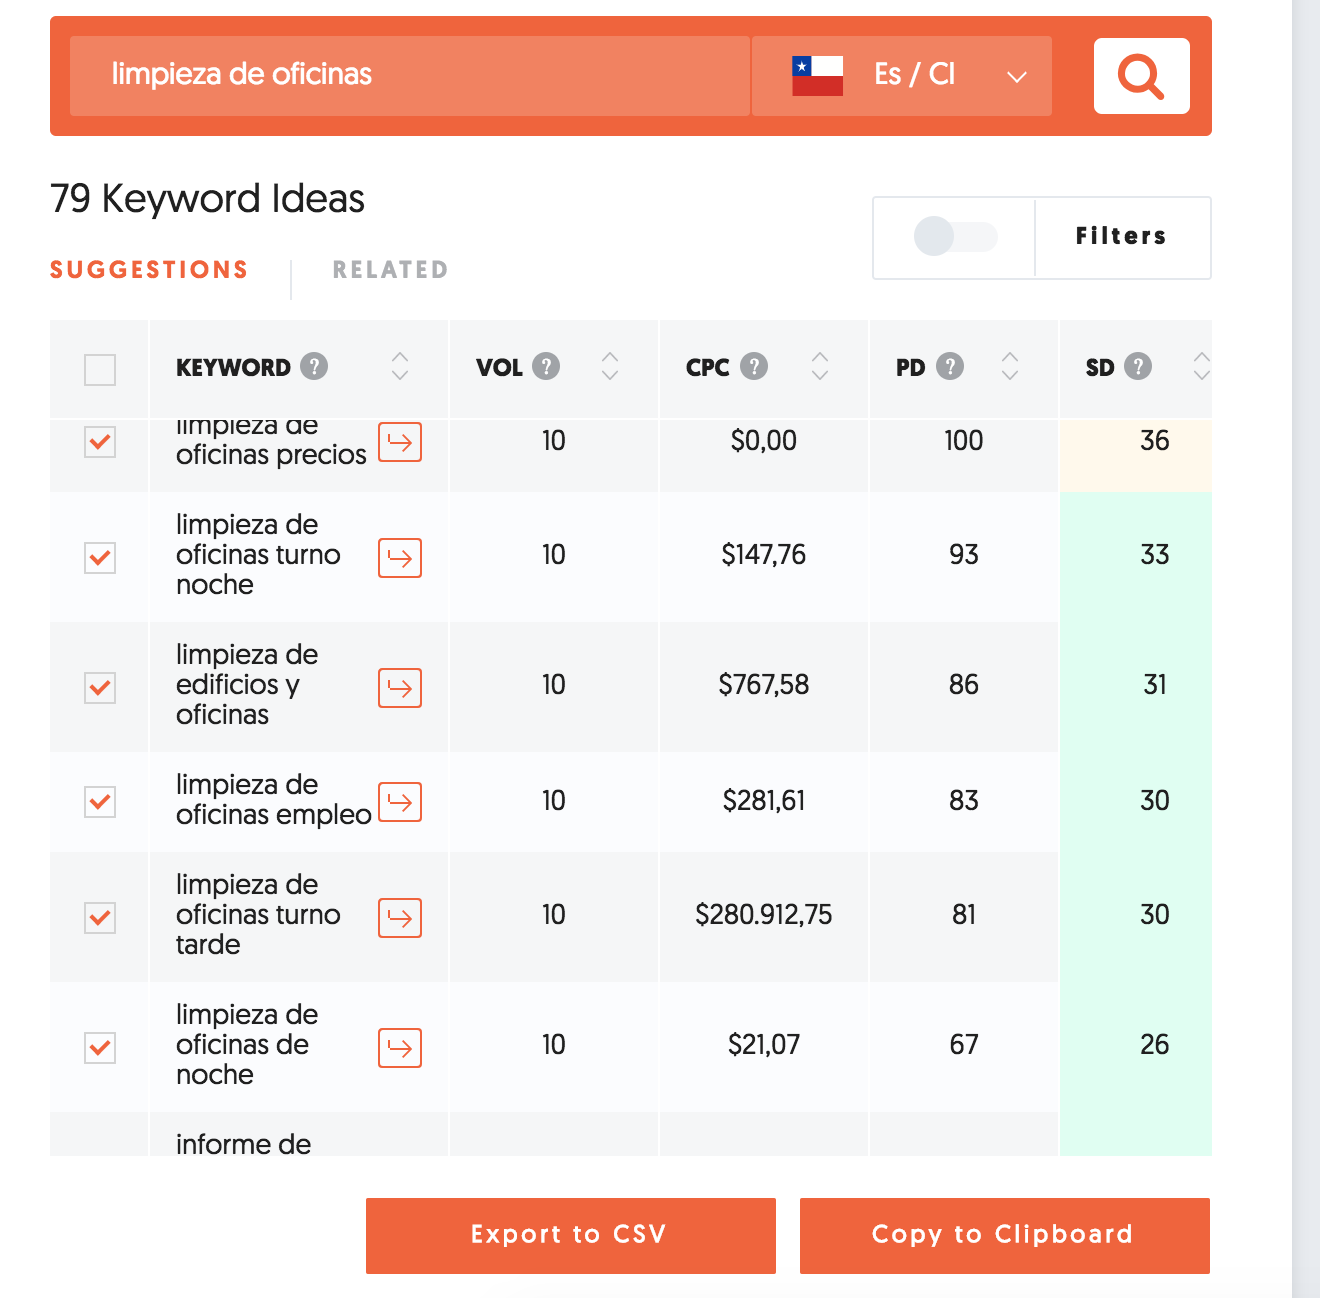 limpieza de oficinas
Es / Cl
79 Keyword Ideas
Filters
SUGGESTIONS
RELATED
KEYWORD ? VOL ? CPC ? PD ? SD ?
limpieza de
oficinas precios 10 $0,00 100 36
limpieza de
oficinas turno 10 $147,76 93 33
noche
limpieza de
edificios y 10 $767,58 86 31
oficinas
limpieza de
oficinas empleo 10 $281,61 83 30
limpieza de
oficinas turno 10 $280.912,75 81 30
tarde
limpieza de
oficinas de 10 $21,07 67 26
noche
informe de
Export to CSV
Copy to Clipboard